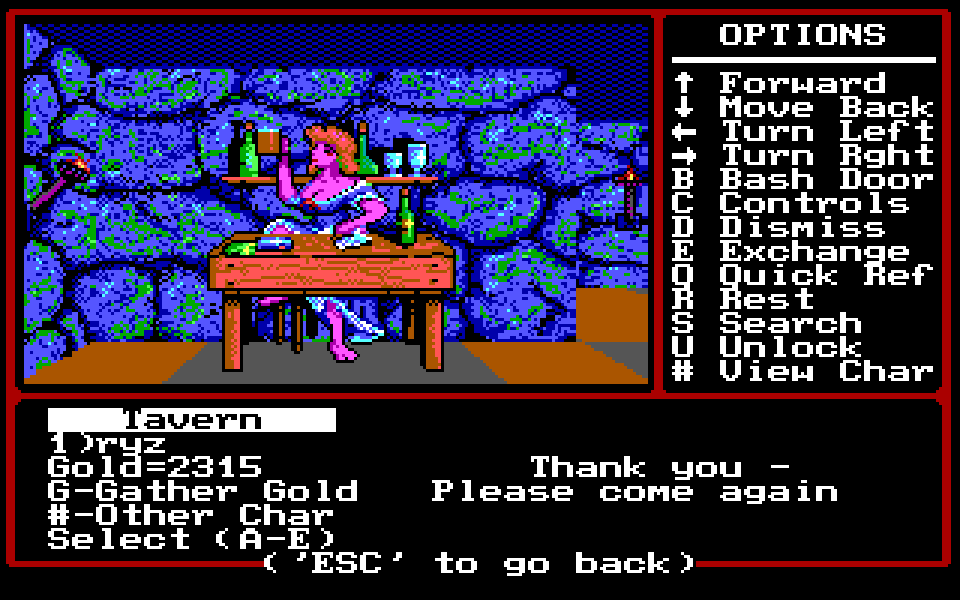 OPTIONS
↑ Forward
↓ Move Back
← Turn Left
→ Turn Rght
B Bash Door
C Controls
D Dismiss
E Exchange
Q Quick Ref
R Rest
S Search
U Unlock
# View Char
Tavern
1)ryz
Gold=2315
Thank you -
G-Gather Gold
Please come again
#-Other Char
Select (A-E)
('ESC' to go back)